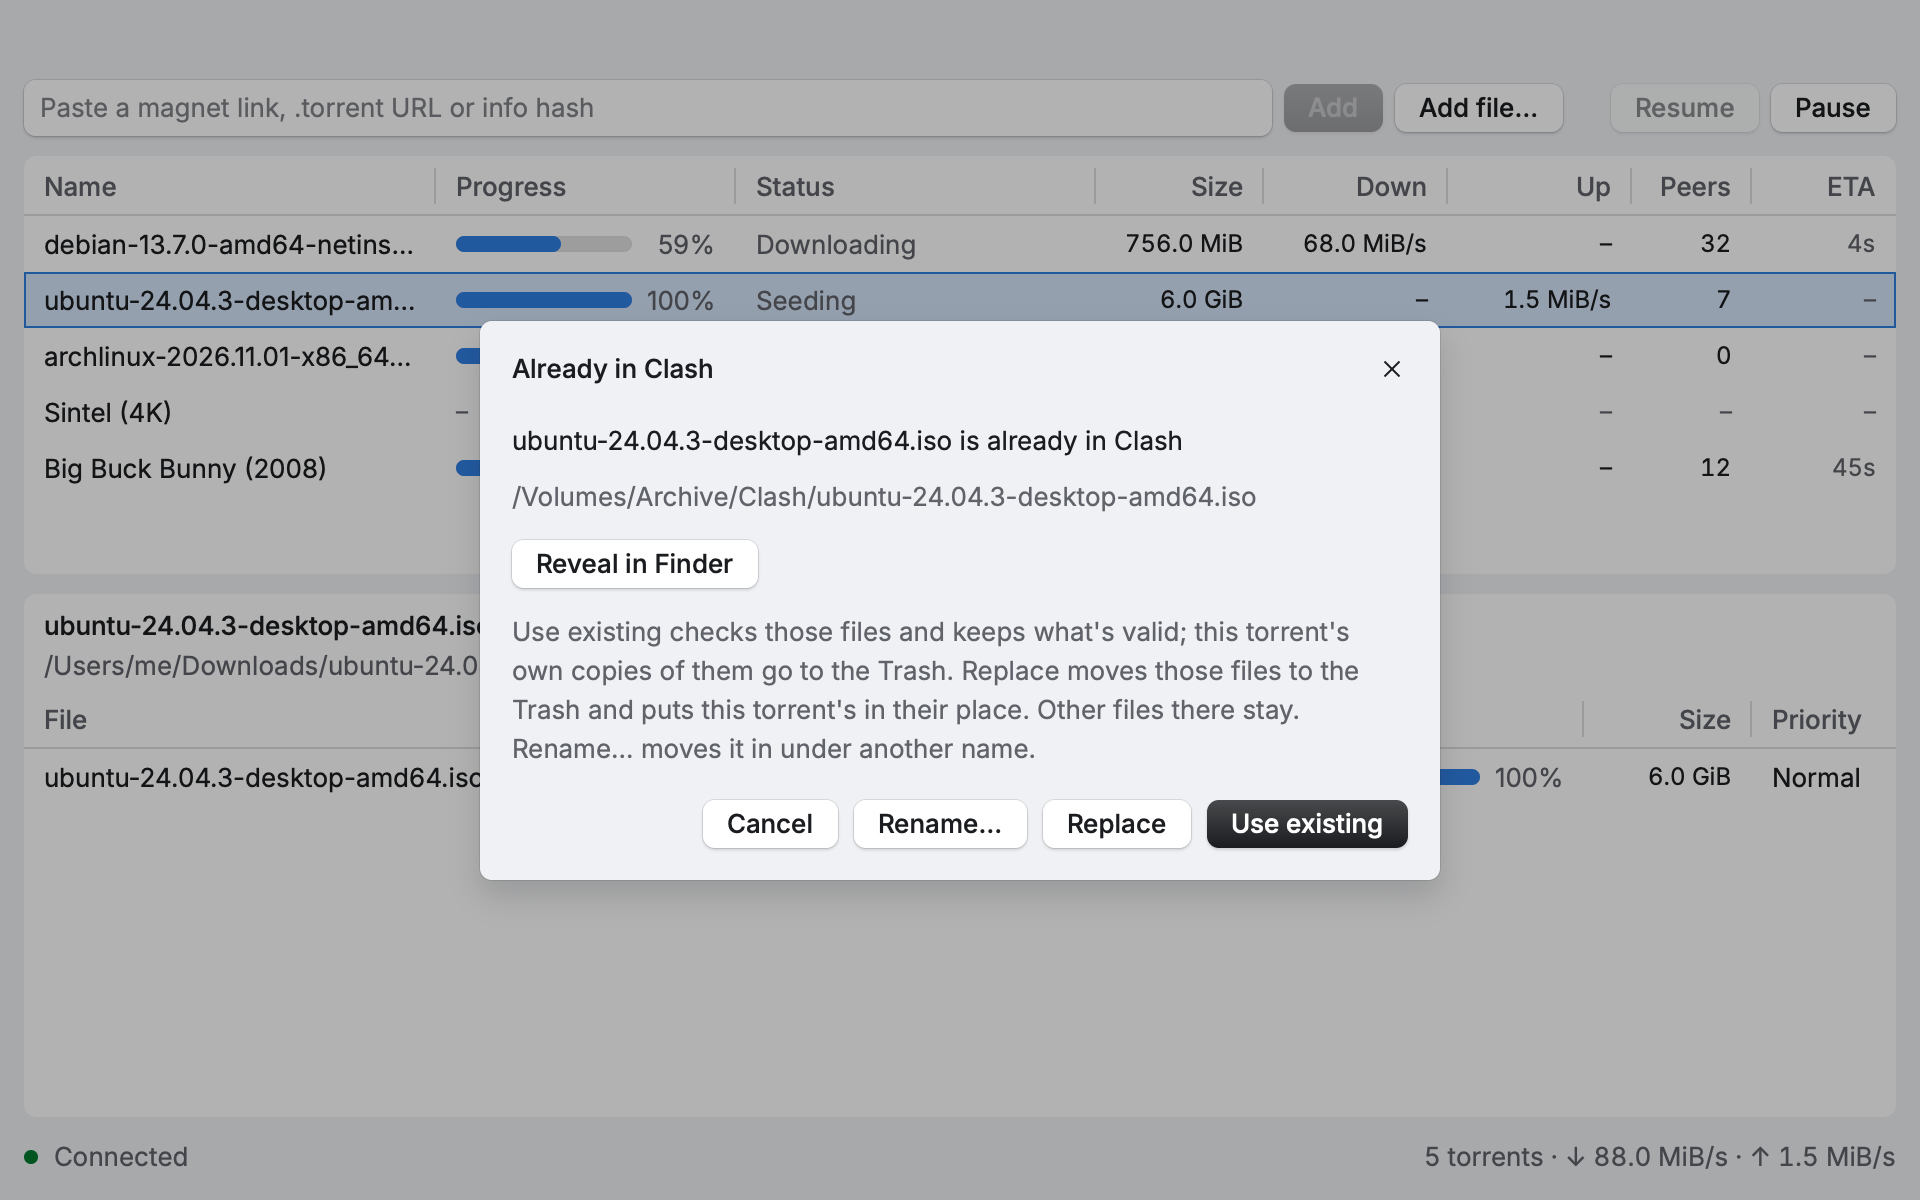 Paste a magnet link, .torrent URL or info hash
Add
Add file...
Resume
Pause
Name Progress Status Size Down Up Peers ETA
debian-13.7.0-amd64-netins... 59% Downloading 756.0 MiB 68.0 MiB/s – 32 4s
ubuntu-24.04.3-desktop-am... 100% Seeding 6.0 GiB – 1.5 MiB/s 7 –
archlinux-2026.11.01-x86_64... – 0 –
Sintel (4K) – – – –
Big Buck Bunny (2008) – 12 45s
Already in Clash
ubuntu-24.04.3-desktop-amd64.iso is already in Clash
/Volumes/Archive/Clash/ubuntu-24.04.3-desktop-amd64.iso
Reveal in Finder
Use existing checks those files and keeps what's valid; this torrent's
own copies of them go to the Trash. Replace moves those files to the
Trash and puts this torrent's in their place. Other files there stay.
Rename... moves it in under another name.
Cancel
Rename...
Replace
Use existing
ubuntu-24.04.3-desktop-amd64.iso
/Users/me/Downloads/ubuntu-24.0
File Size Priority
ubuntu-24.04.3-desktop-amd64.iso 100% 6.0 GiB Normal
Connected
5 torrents · ↓ 88.0 MiB/s · ↑ 1.5 MiB/s